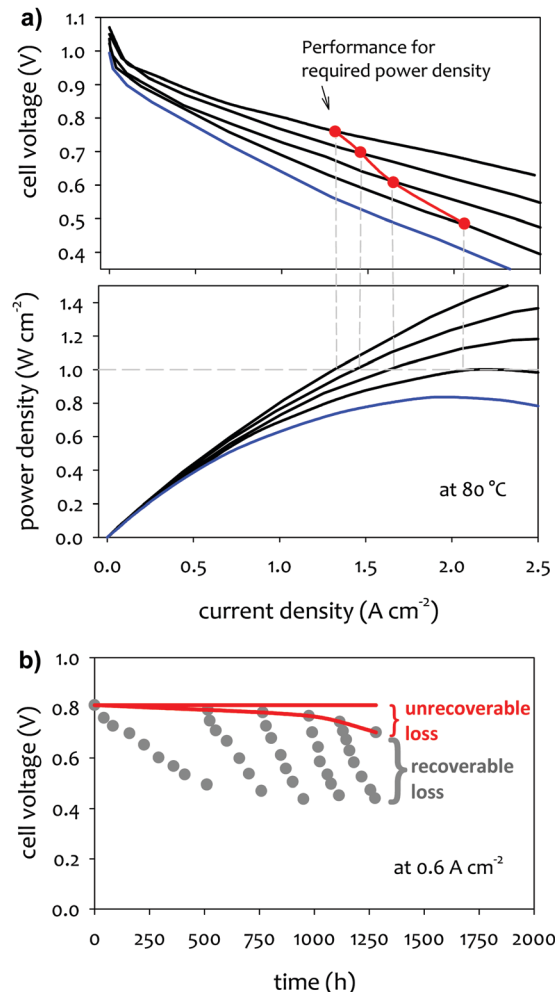 a)
1.1
1.0
0.9
0.8
0.7
0.6
0.5
0.4
cell voltage (V)
Performance for
required power density
1.4
1.2
1.0
0.8
0.6
0.4
0.2
0.0
power density (W cm⁻²)
at 80 °C
0.0 0.5 1.0 1.5 2.0 2.5
current density (A cm⁻²)
b)
1.0
0.8
0.6
0.4
0.2
0.0
cell voltage (V)
unrecoverable
loss
recoverable
loss
at 0.6 A cm⁻²
0 250 500 750 1000 1250 1500 1750 2000
time (h)